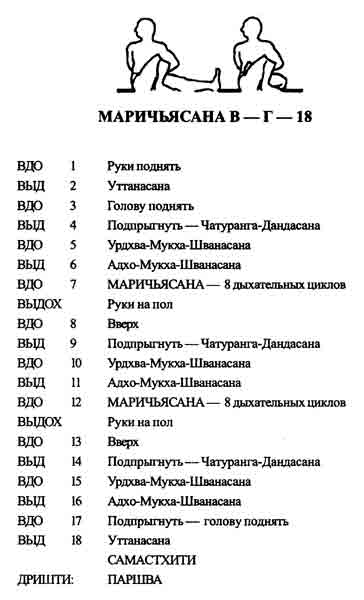 МАРИЧЬЯСАНА В — Г — 18
ВДО 1 Руки поднять
ВЫД 2 Уттанасана
ВДО 3 Голову поднять
ВЫД 4 Подпрыгнуть — Чатуранга-Дандасана
ВДО 5 Урдхва-Мукха-Шванасана
ВЫД 6 Адхо-Мукха-Шванасана
ВДО 7 МАРИЧЬЯСАНА — 8 дыхательных циклов
ВЫДОХ Руки на пол
ВДО 8 Вверх
ВЫД 9 Подпрыгнуть — Чатуранга-Дандасана
ВДО 10 Урдхва-Мукха-Шванасана
ВЫД 11 Адхо-Мукха-Шванасана
ВДО 12 МАРИЧЬЯСАНА — 8 дыхательных циклов
ВЫДОХ Руки на пол
ВДО 13 Вверх
ВЫД 14 Подпрыгнуть — Чатуранга-Дандасана
ВДО 15 Урдхва-Мукха-Шванасана
ВЫД 16 Адхо-Мукха-Шванасана
ВДО 17 Подпрыгнуть — голову поднять
ВЫД 18 Уттанасана
САМАСТХИТИ
ДРИШТИ: ПАРШВА